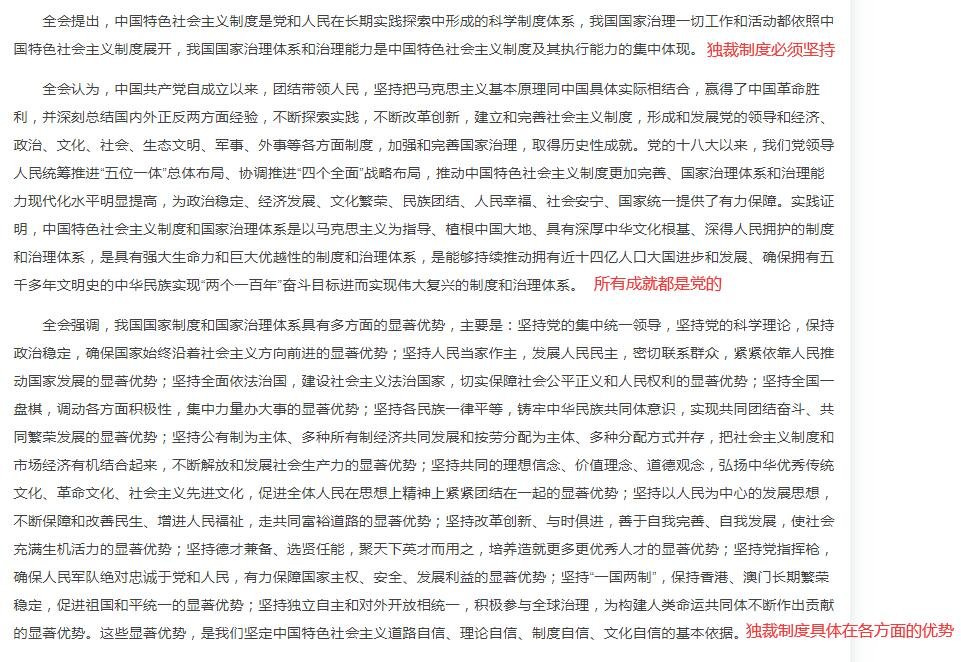 全会提出，中国特色社会主义制度是党和人民在长期实践探索中形成的科学制度体系，我国国家治理一切工作和活动都依照中
国特色社会主义制度展开，我国国家治理体系和治理能力是中国特色社会主义制度及其执行能力的集中体现。 独裁制度必须坚持
全会认为，中国共产党自成立以来，团结带领人民，坚持把马克思主义基本原理同中国具体实际相结合，赢得了中国革命胜
利，并深刻总结国内外正反两方面经验，不断探索实践，不断改革创新，建立和完善社会主义制度，形成和发展党的领导和经济、
政治、文化、社会、生态文明、军事、外事等各方面制度，加强和完善国家治理，取得历史性成就。党的十八大以来，我们党领导
人民统筹推进“五位一体”总体布局、协调推进“四个全面”战略布局，推动中国特色社会主义制度更加完善、国家治理体系和治理能
力现代化水平明显提高，为政治稳定、经济发展、文化繁荣、民族团结、人民幸福、社会安宁、国家统一提供了有力保障。实践证
明，中国特色社会主义制度和国家治理体系是以马克思主义为指导、植根中国大地、具有深厚中华文化根基、深得人民拥护的制度
和治理体系，是具有强大生命力和巨大优越性的制度和治理体系，是能够持续推动拥有近十四亿人口大国进步和发展、确保拥有五
千多年文明史的中华民族实现“两个一百年”奋斗目标进而实现伟大复兴的制度和治理体系。 所有成就都是党的
全会强调，我国国家制度和国家治理体系具有多方面的显著优势，主要是：坚持党的集中统一领导，坚持党的科学理论，保持
政治稳定，确保国家始终沿着社会主义方向前进的显著优势；坚持人民当家作主，发展人民民主，密切联系群众，紧紧依靠人民推
动国家发展的显著优势；坚持全面依法治国，建设社会主义法治国家，切实保障社会公平正义和人民权利的显著优势；坚持全国一
盘棋，调动各方面积极性，集中力量办大事的显著优势；坚持各民族一律平等，铸牢中华民族共同体意识，实现共同团结奋斗、共
同繁荣发展的显著优势；坚持公有制为主体、多种所有制经济共同发展和按劳分配为主体、多种分配方式并存，把社会主义制度和
市场经济有机结合起来，不断解放和发展社会生产力的显著优势；坚持共同的理想信念、价值理念、道德观念，弘扬中华优秀传统
文化、革命文化、社会主义先进文化，促进全体人民在思想上精神上紧紧团结在一起的显著优势；坚持以人民为中心的发展思想，
不断保障和改善民生、增进人民福祉，走共同富裕道路的显著优势；坚持改革创新、与时俱进，善于自我完善、自我发展，使社会
充满生机活力的显著优势；坚持德才兼备、选贤任能，聚天下英才而用之，培养造就更多更优秀人才的显著优势；坚持党指挥枪，
确保人民军队绝对忠诚于党和人民，有力保障国家主权、安全、发展利益的显著优势；坚持“一国两制”，保持香港、澳门长期繁荣
稳定，促进祖国和平统一的显著优势；坚持独立自主和对外开放相统一，积极参与全球治理，为构建人类命运共同体不断作出贡献
的显著优势。这些显著优势，是我们坚定中国特色社会主义道路自信、理论自信、制度自信、文化自信的基本依据。 独裁制度具体在各方面的优势